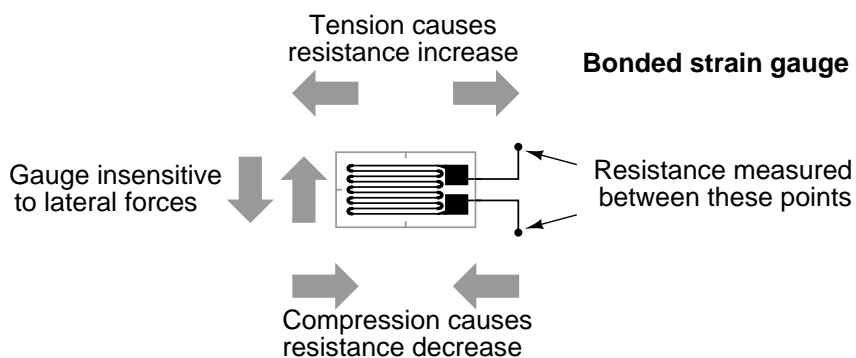 Tension causes
resistance increase
Bonded strain gauge
Gauge insensitive
to lateral forces
Resistance measured
between these points
Compression causes
resistance decrease